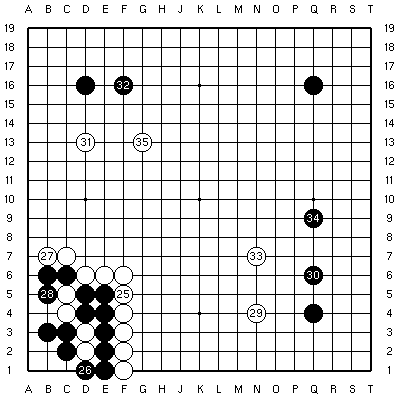 A B C D E F G H J K L M N O P Q R S T
19 19
18 18
17 17
16 32 16
15 15
14 14
13 31 35 13
12 12
11 11
10 10
9 34 9
8 8
7 27 33 7
6 30 6
5 28 25 5
4 29 4
3 3
2 2
1 26 1
A B C D E F G H J K L M N O P Q R S T